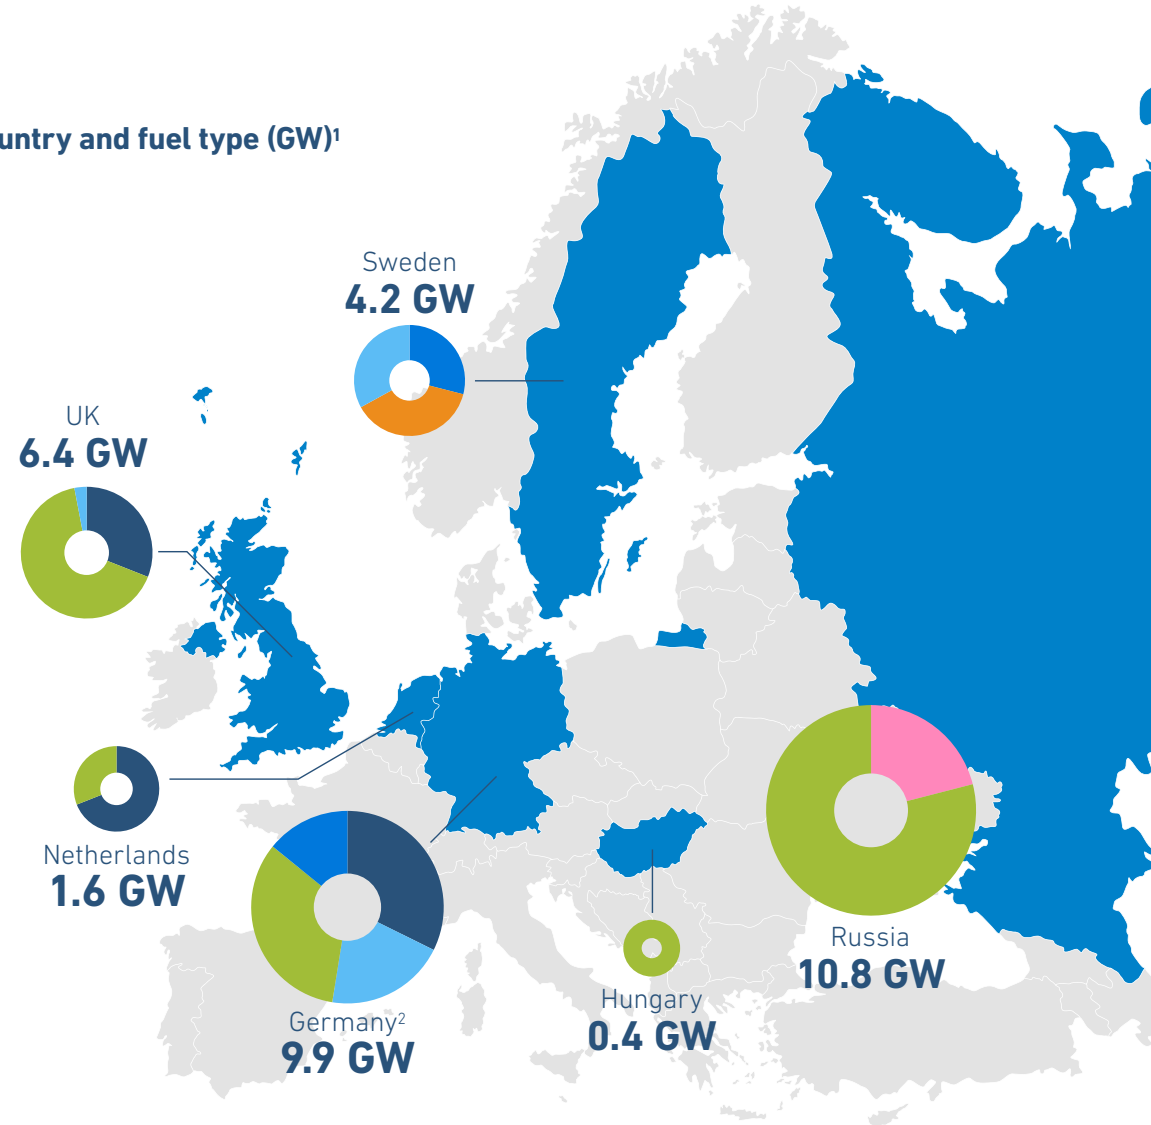 untry and fuel type (GW)¹
Sweden
4.2 GW
UK
6.4 GW
Netherlands
1.6 GW
Germany²
9.9 GW
Hungary
0.4 GW
Russia
10.8 GW